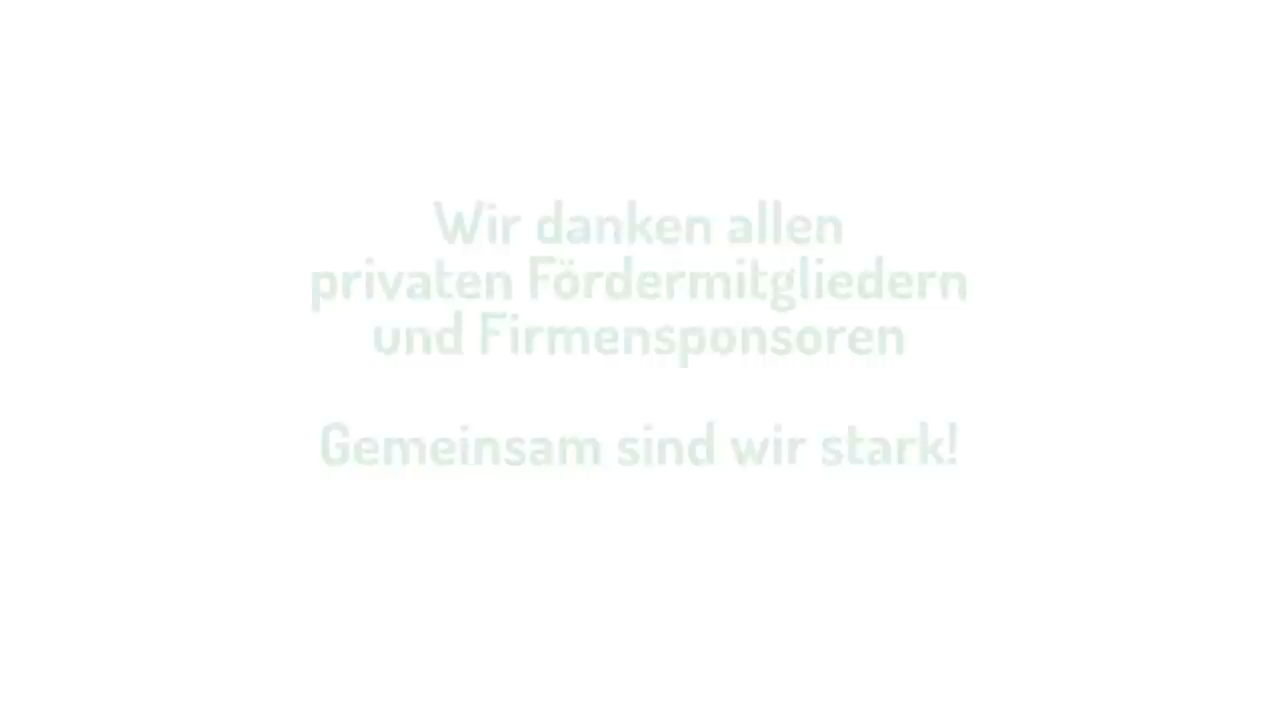 Wir danken allen
privaten Fördermitgliedern
und Firmensponsoren
Gemeinsam sind wir stark!